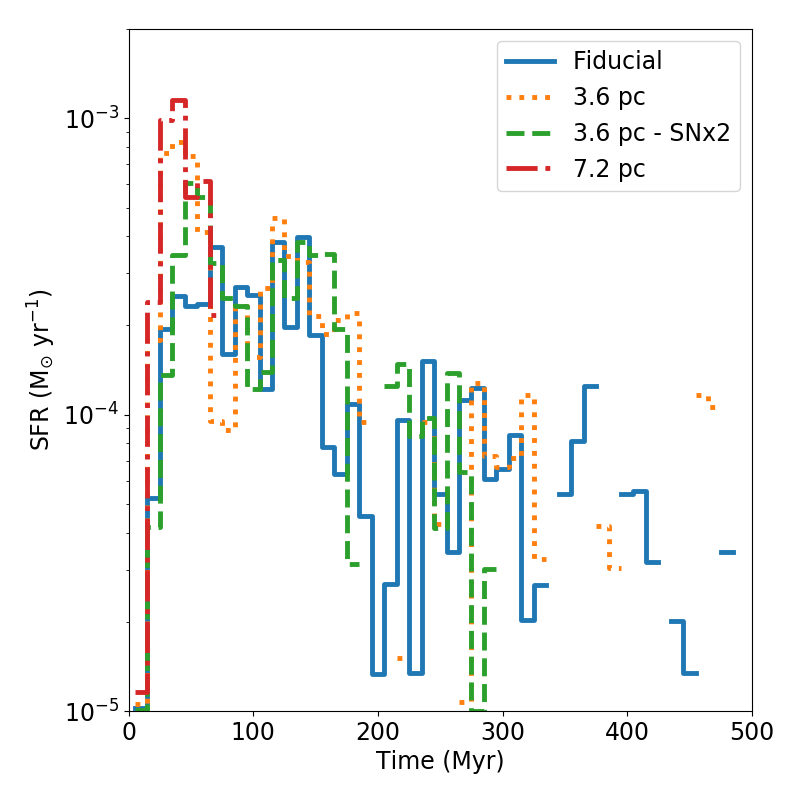 Fiducial
3.6 pc
3.6 pc - SNx2
7.2 pc
10⁻³
10⁻⁴
10⁻⁵
SFR (M⊙ yr⁻¹)
0 100 200 300 400 500
Time (Myr)